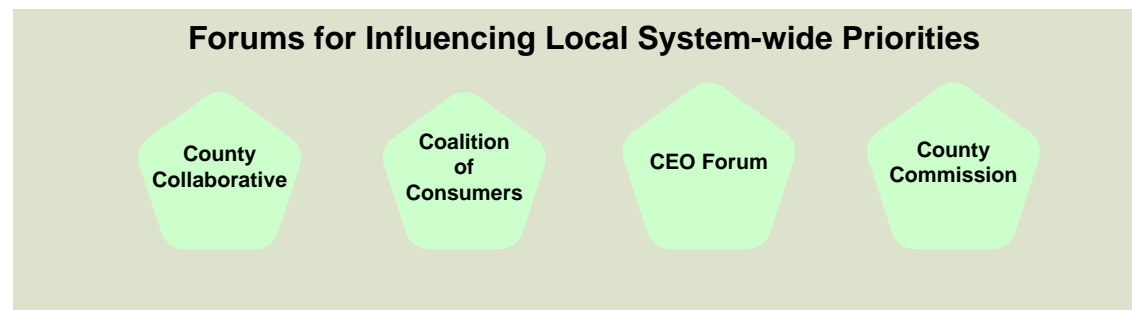 Forums for Influencing Local System-wide Priorities
County
Collaborative
Coalition
of
Consumers
CEO Forum
County
Commission